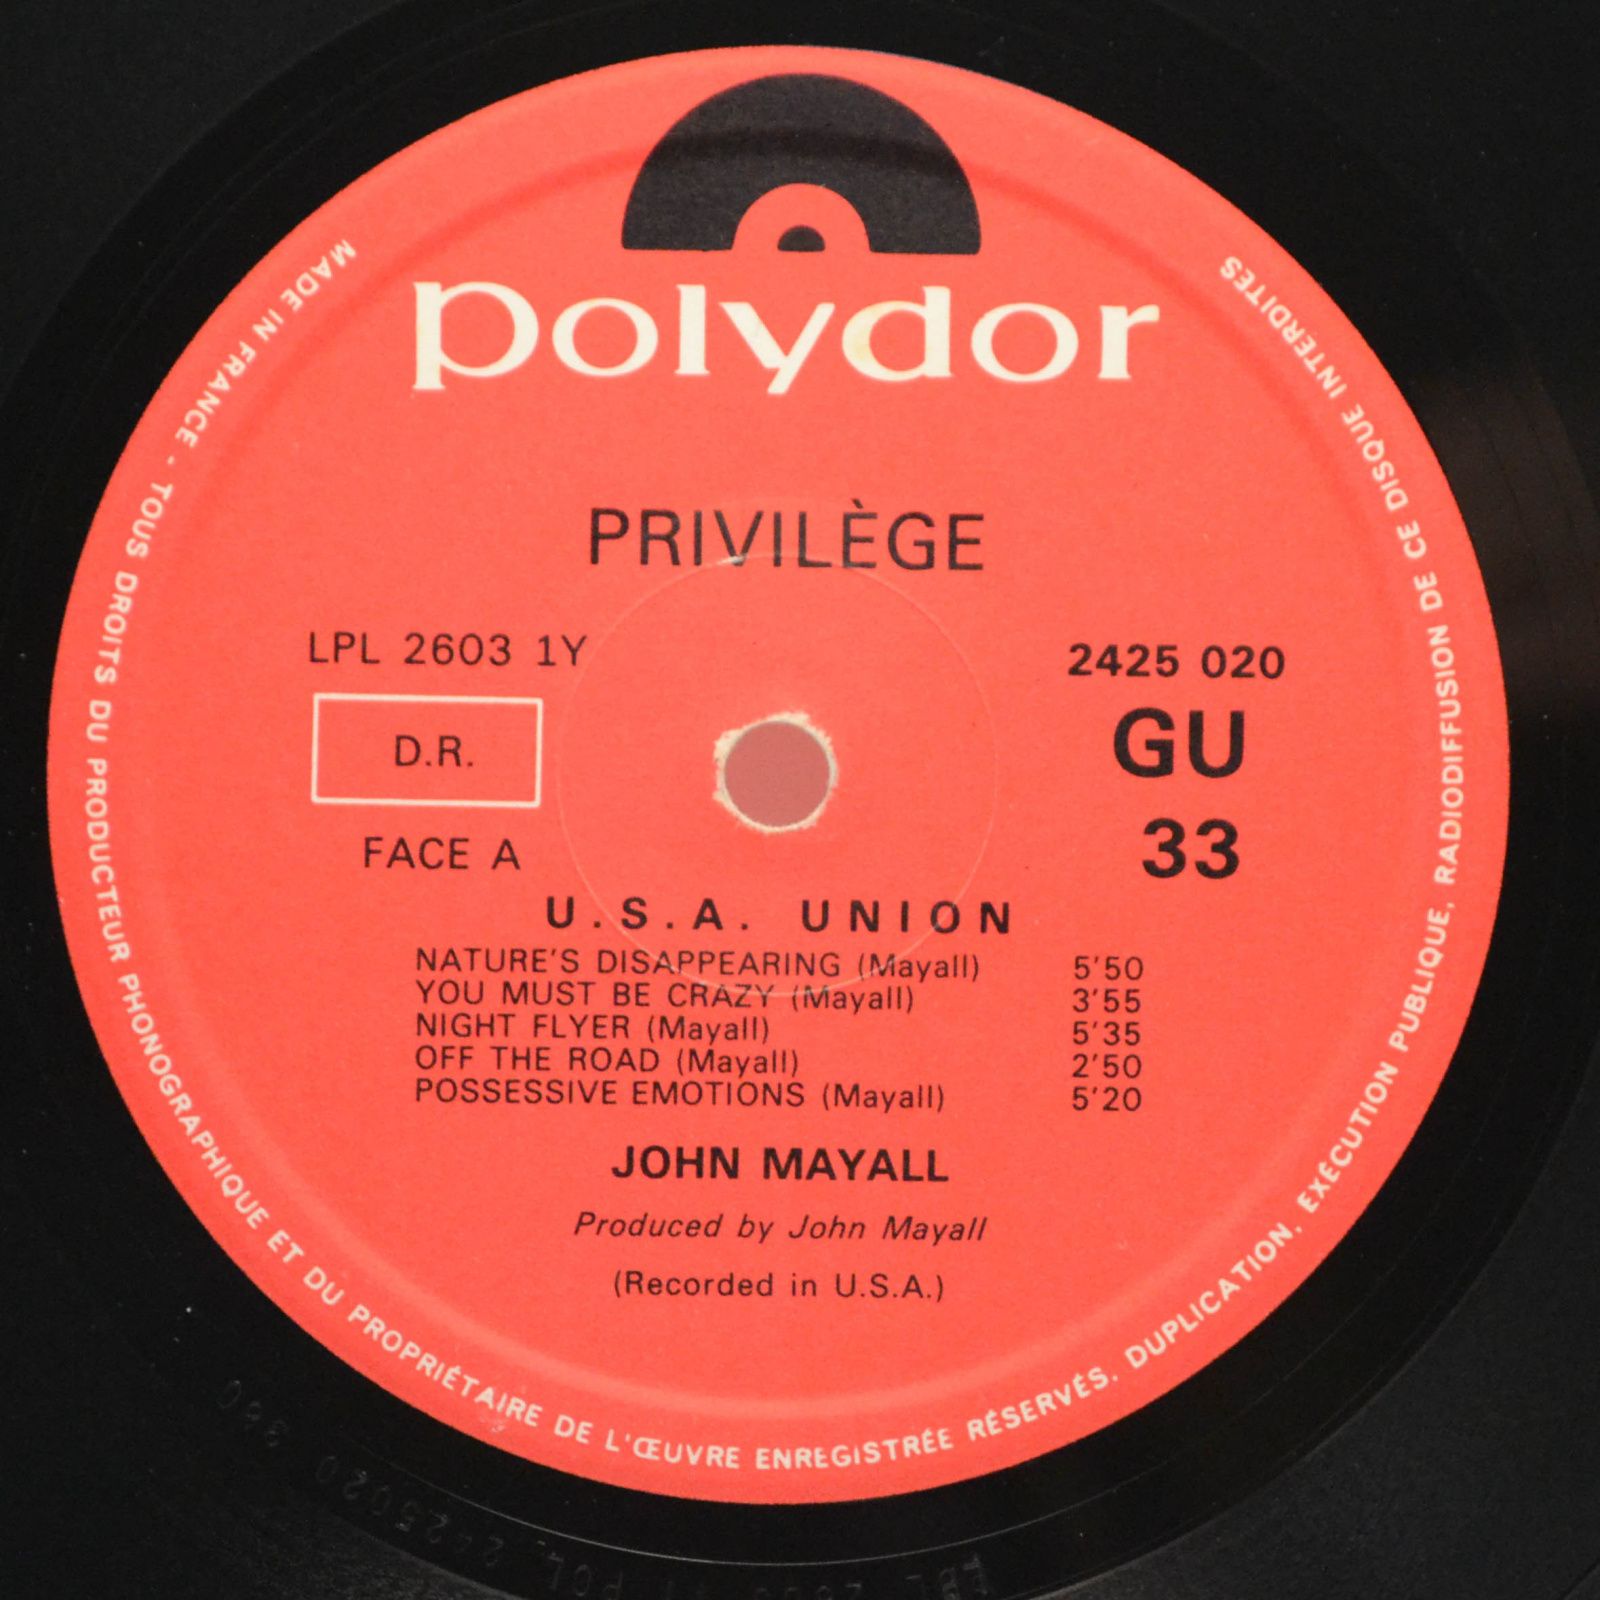 polydor
PRIVILÈGE
LPL 2603 1Y
2425 020
D.R.
GU
FACE A
33
U.S.A. UNION
NATURE'S DISAPPEARING (Mayall) 5'50
YOU MUST BE CRAZY (Mayall) 3'55
NIGHT FLYER (Mayall) 5'35
OFF THE ROAD (Mayall) 2'50
POSSESSIVE EMOTIONS (Mayall) 5'20
JOHN MAYALL
Produced by John Mayall
(Recorded in U.S.A.)
MADE IN FRANCE - TOUS DROITS DU PRODUCTEUR PHONOGRAPHIQUE ET DU PROPRIÉTAIRE DE L'ŒUVRE ENREGISTRÉE RÉSERVÉS. DUPLICATION, EXÉCUTION PUBLIQUE, RADIODIFFUSION DE CE DISQUE INTERDITES
POL 2425020